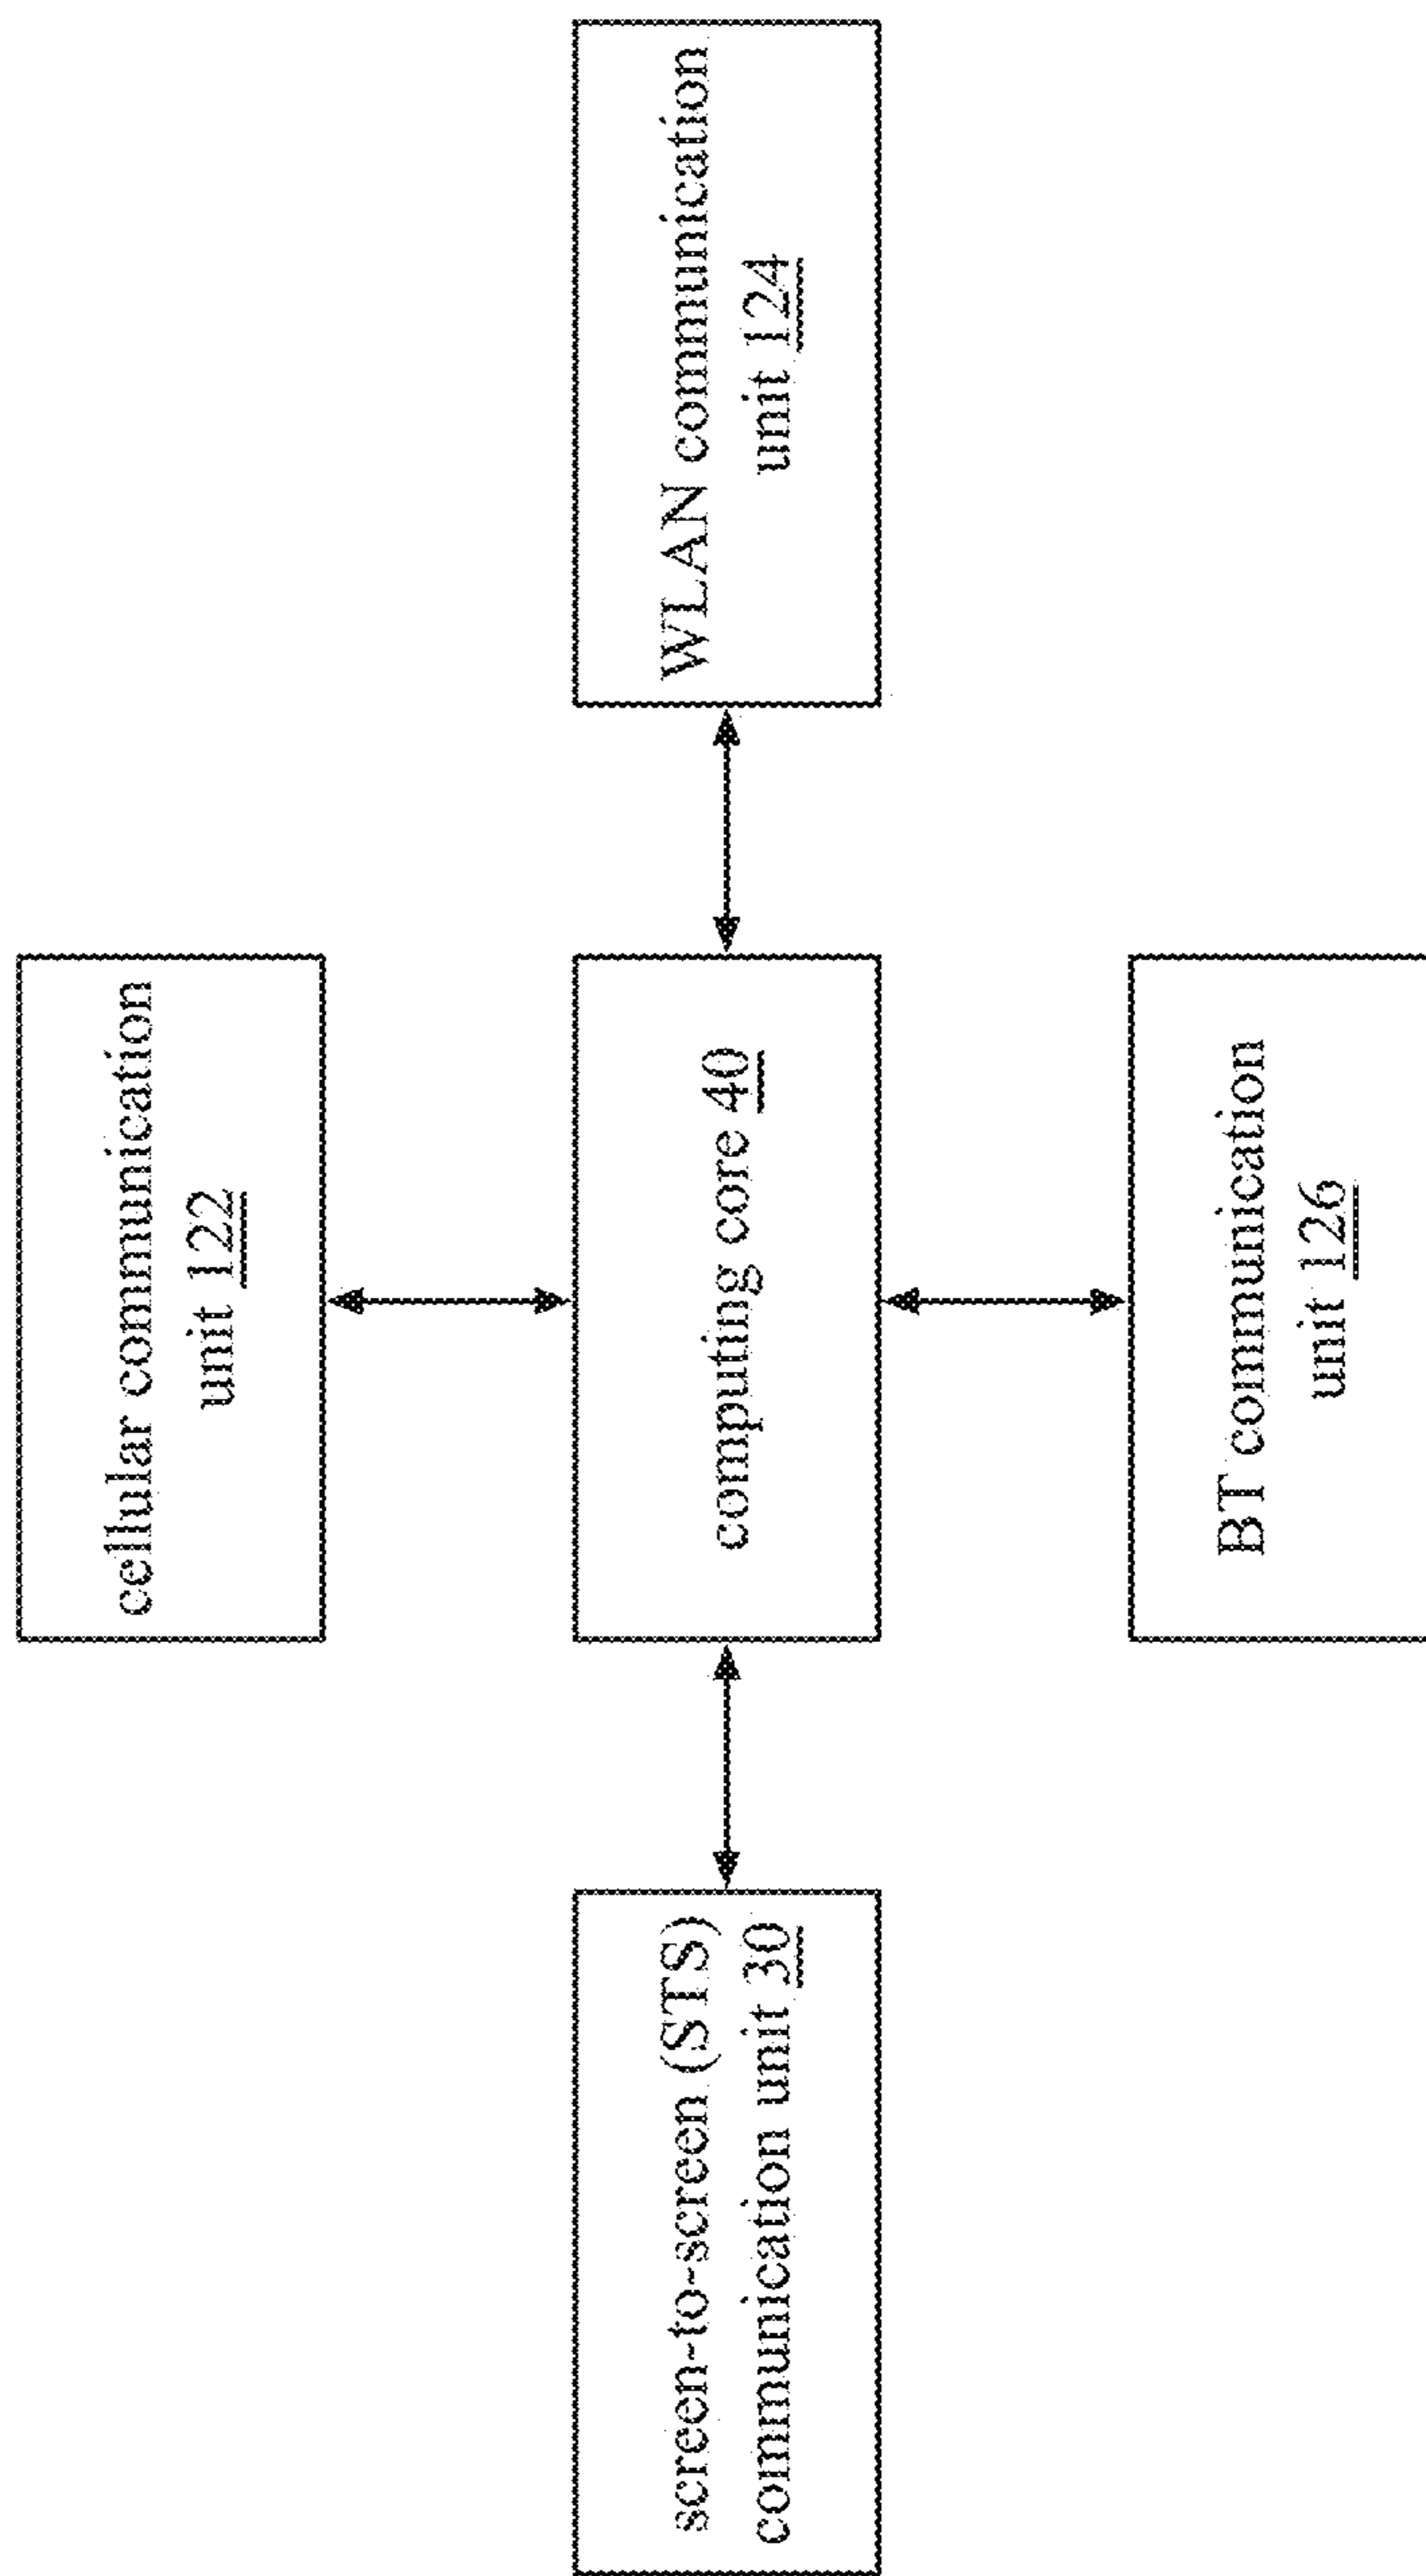 cellular communication
unit 122
screen-to-screen (STS)
communication unit 30
computing core 40
WLAN communication
unit 124
BT communication
unit 126